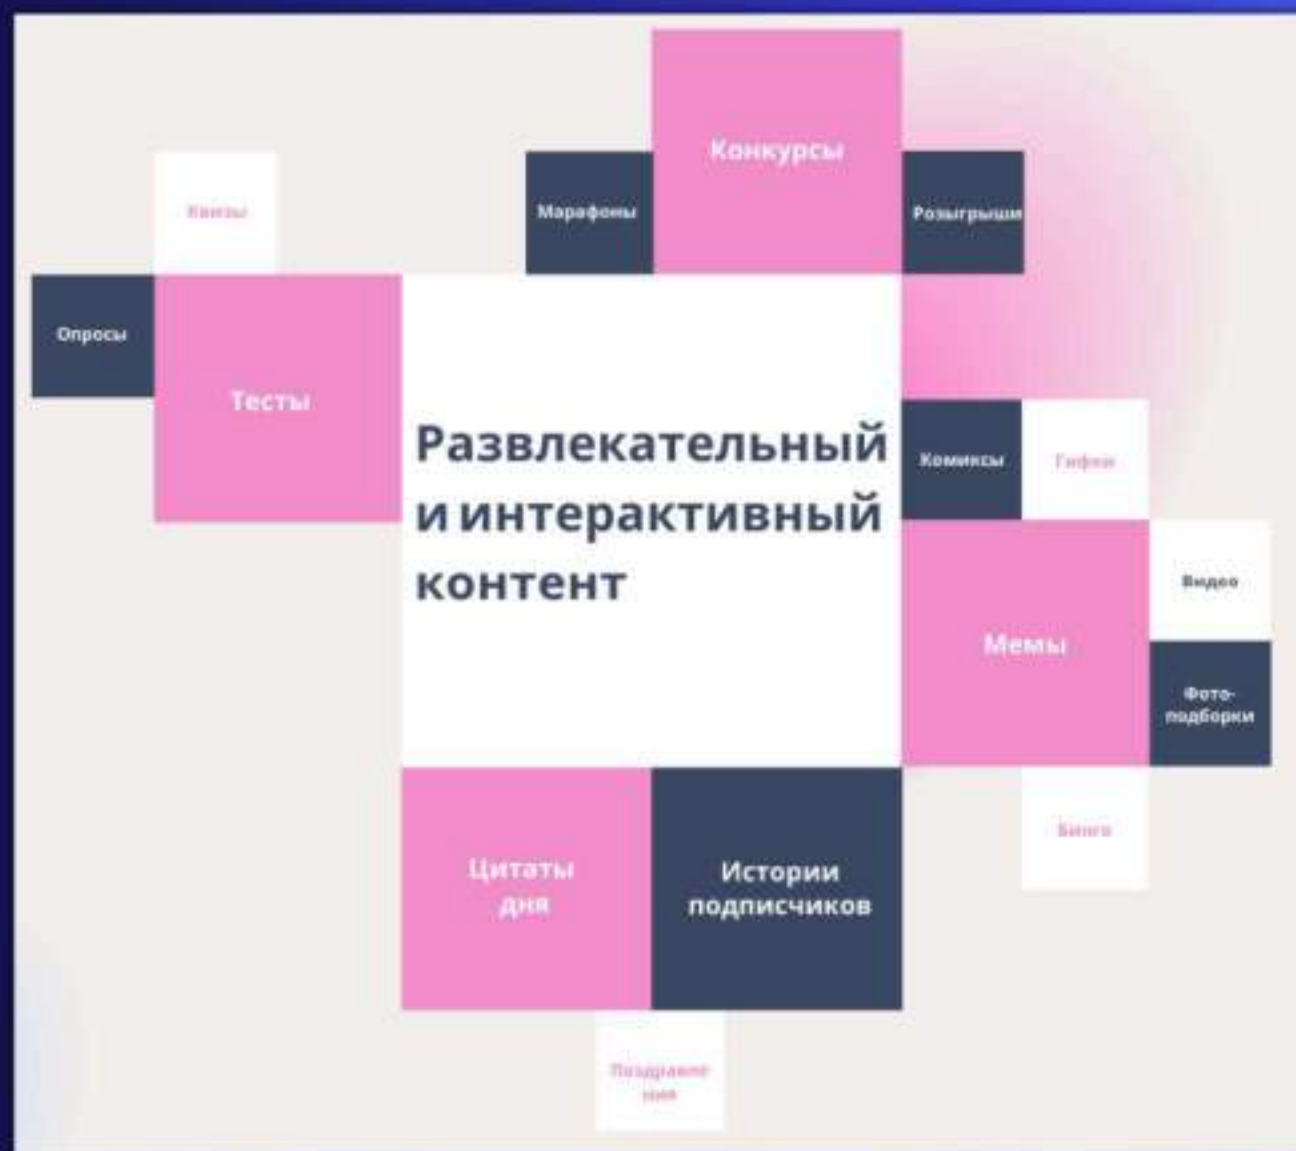 Конкурсы
Марафоны
Розыгрыши
Квизы
Опросы
Тесты
Развлекательный
и интерактивный
контент
Комиксы
Гифки
Видео
Мемы
Фото-
подборки
Бинго
Цитаты
дня
Истории
подписчиков
Поздравле
ния